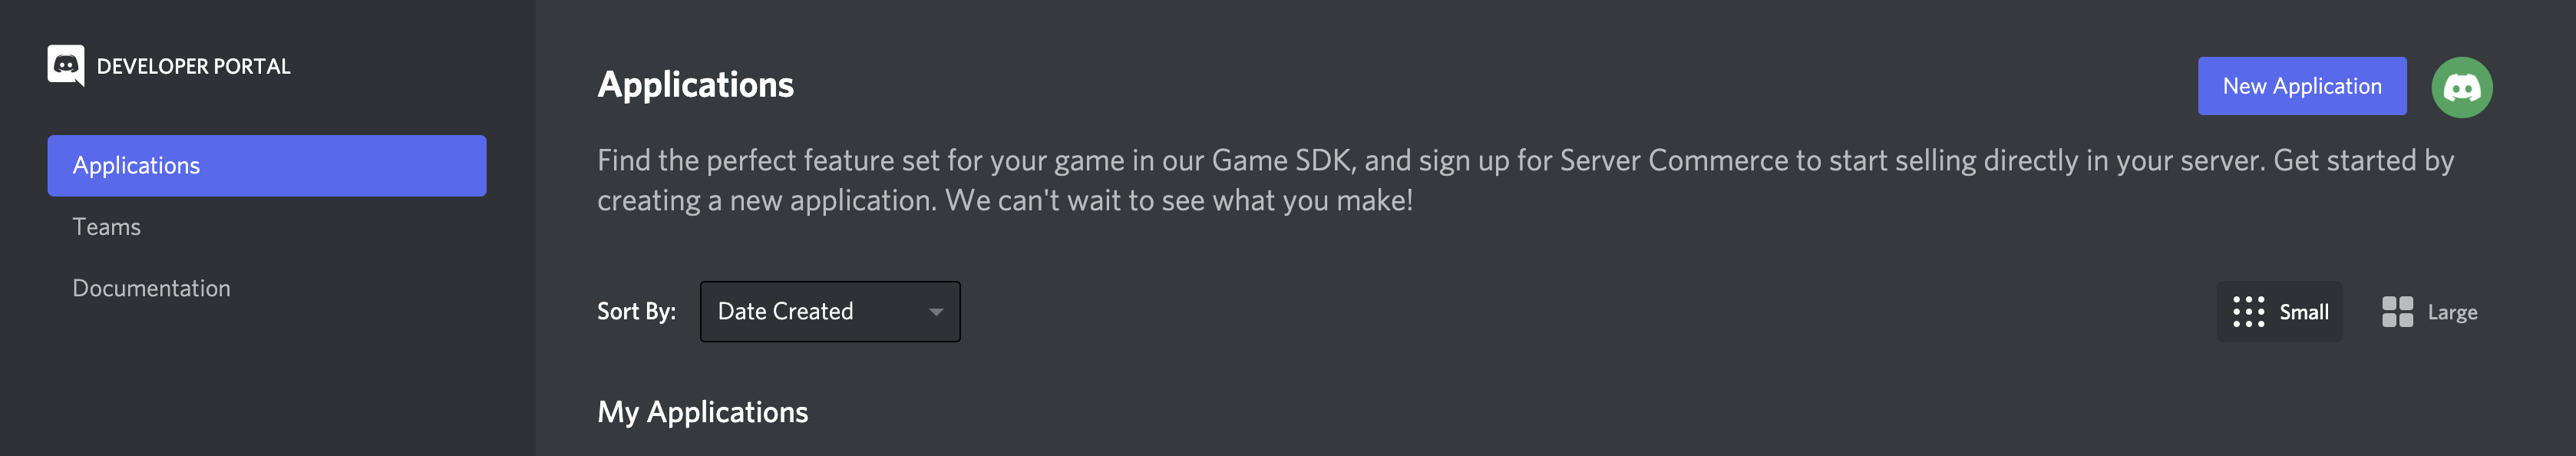 DEVELOPER PORTAL
Applications
Teams
Documentation
Applications
New Application
Find the perfect feature set for your game in our Game SDK, and sign up for Server Commerce to start selling directly in your server. Get started by
creating a new application. We can't wait to see what you make!
Sort By: Date Created
Small Large
My Applications